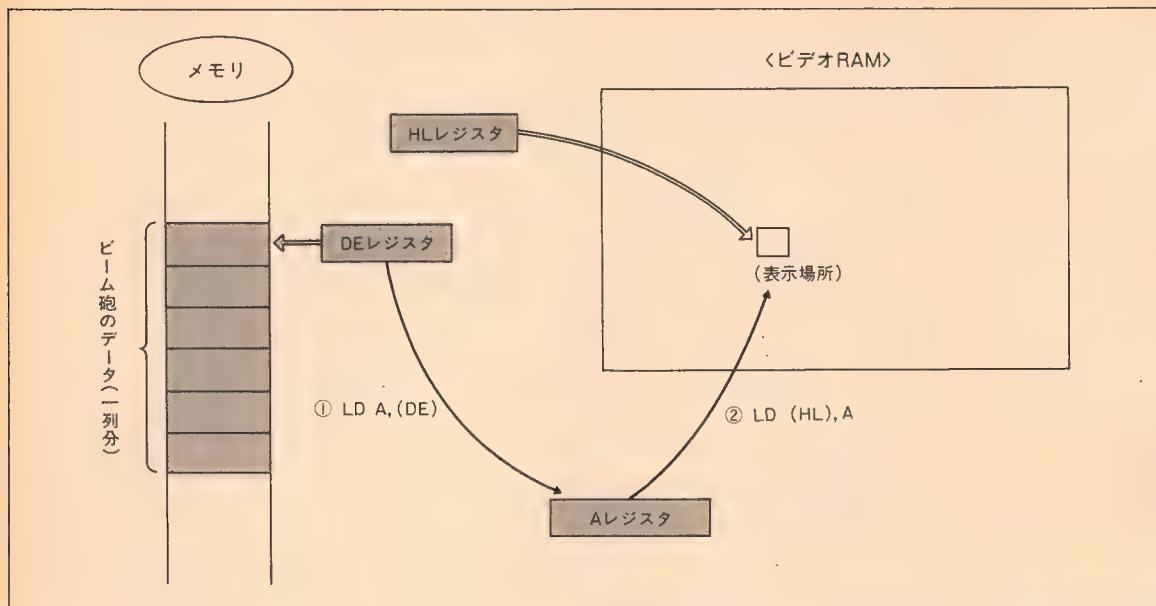 メモリ
〈ビデオRAM〉
HLレジスタ
DEレジスタ
(表示場所)
ビーム砲のデータ(一列分)
① LD A,(DE)
② LD (HL),A
Aレジスタ